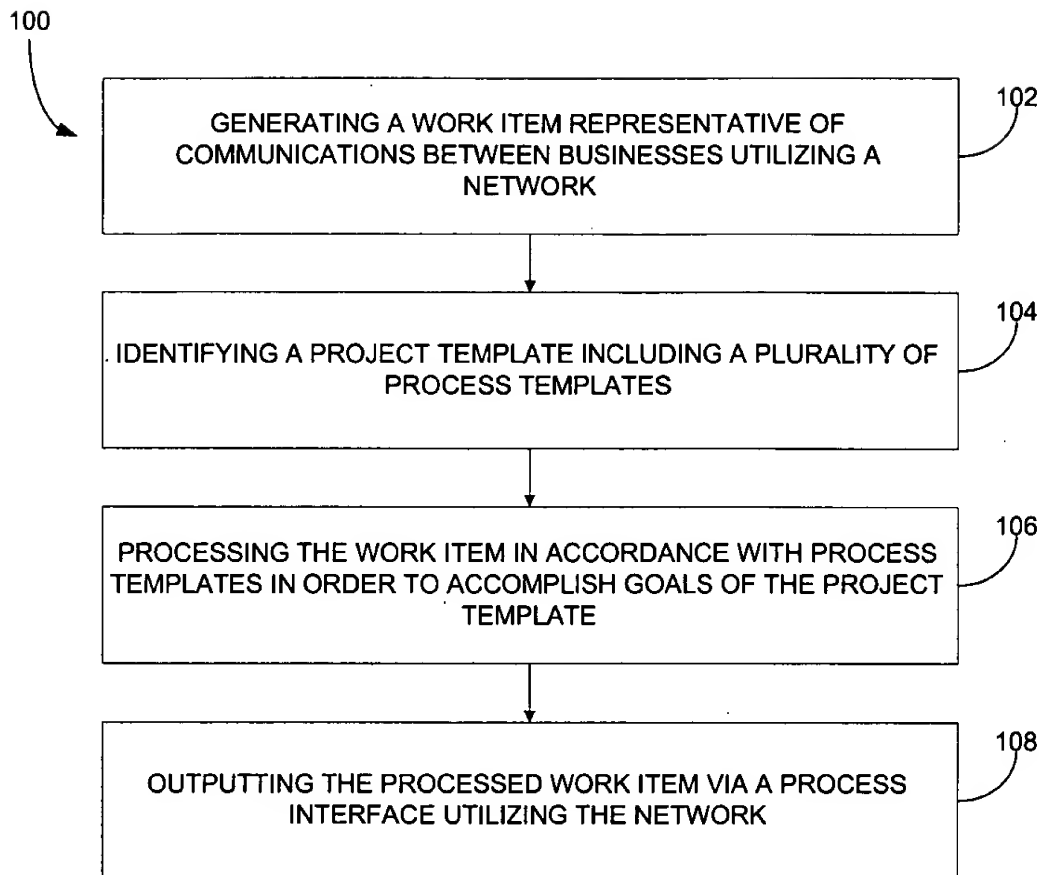 100
102
GENERATING A WORK ITEM REPRESENTATIVE OF
COMMUNICATIONS BETWEEN BUSINESSES UTILIZING A
NETWORK
104
IDENTIFYING A PROJECT TEMPLATE INCLUDING A PLURALITY OF
PROCESS TEMPLATES
106
PROCESSING THE WORK ITEM IN ACCORDANCE WITH PROCESS
TEMPLATES IN ORDER TO ACCOMPLISH GOALS OF THE PROJECT
TEMPLATE
108
OUTPUTTING THE PROCESSED WORK ITEM VIA A PROCESS
INTERFACE UTILIZING THE NETWORK